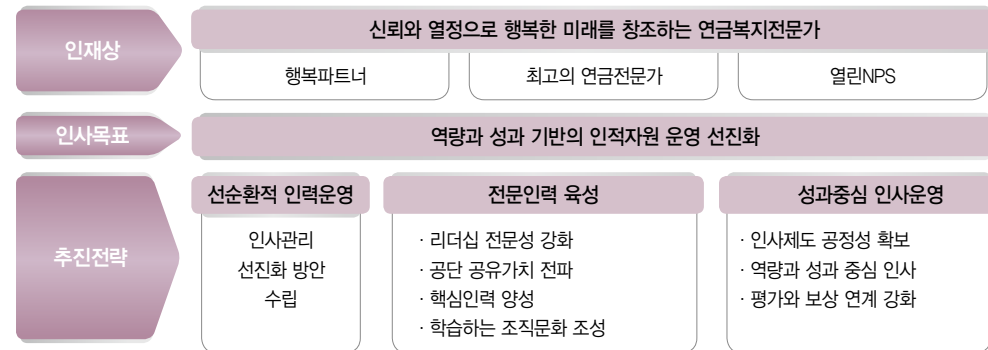 인재상
신뢰와 열정으로 행복한 미래를 창조하는 연금복지전문가
행복파트너
최고의 연금전문가
열린NPS
인사목표
역량과 성과 기반의 인적자원 운영 선진화
추진전략
선순환적 인력운영
인사관리
선진화 방안
수립
전문인력 육성
· 리더십 전문성 강화
· 공단 공유가치 전파
· 핵심인력 양성
· 학습하는 조직문화 조성
성과중심 인사운영
· 인사제도 공정성 확보
· 역량과 성과 중심 인사
· 평가와 보상 연계 강화